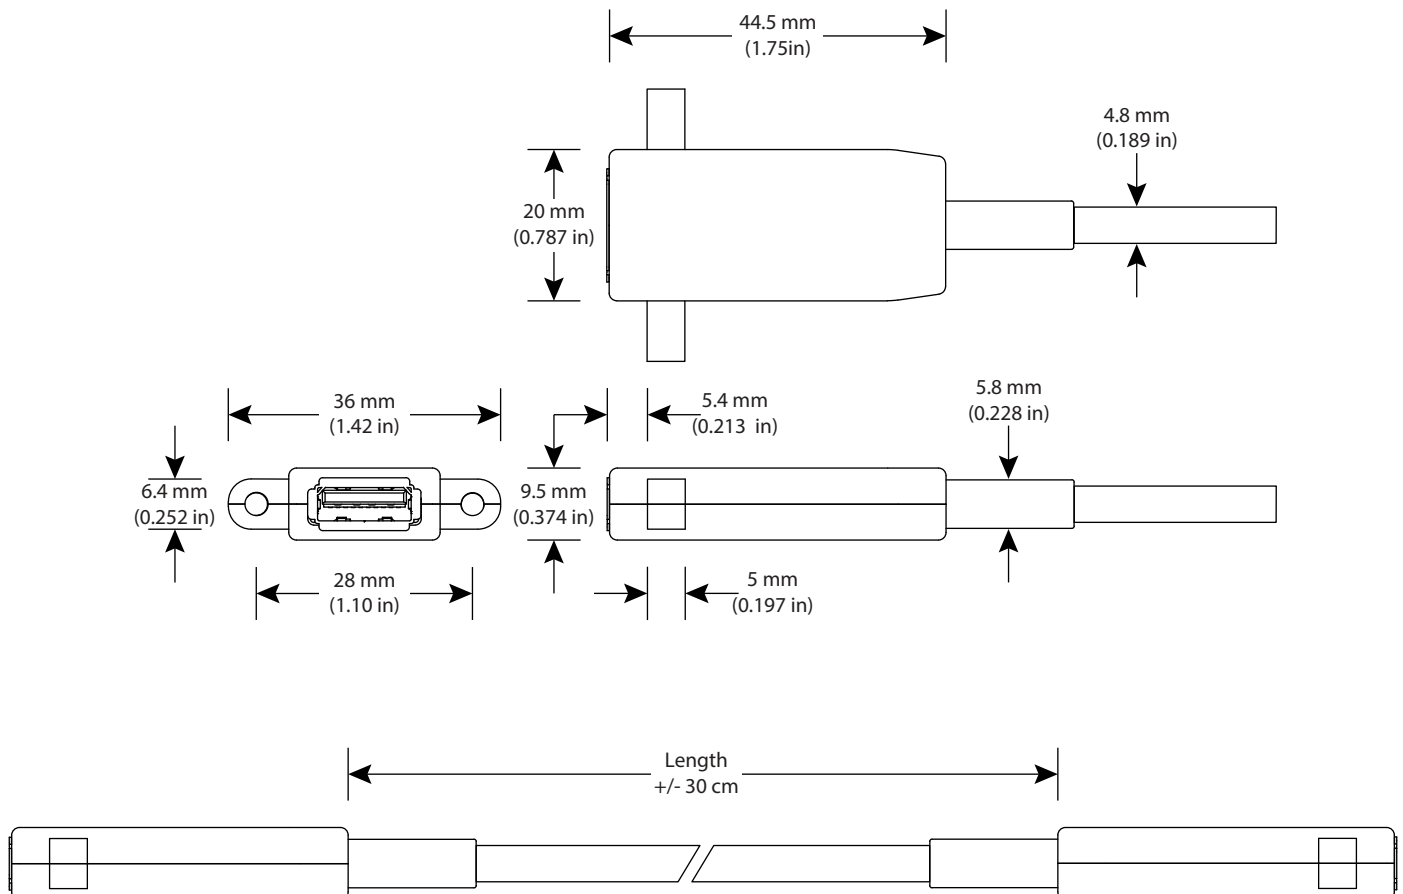 44.5 mm
(1.75in)
4.8 mm
(0.189 in)
20 mm
(0.787 in)
36 mm
(1.42 in)
5.4 mm
(0.213  in)
5.8 mm
(0.228 in)
6.4 mm
(0.252 in)
9.5 mm
(0.374 in)
28 mm
(1.10 in)
5 mm
(0.197 in)
Length
+/- 30 cm